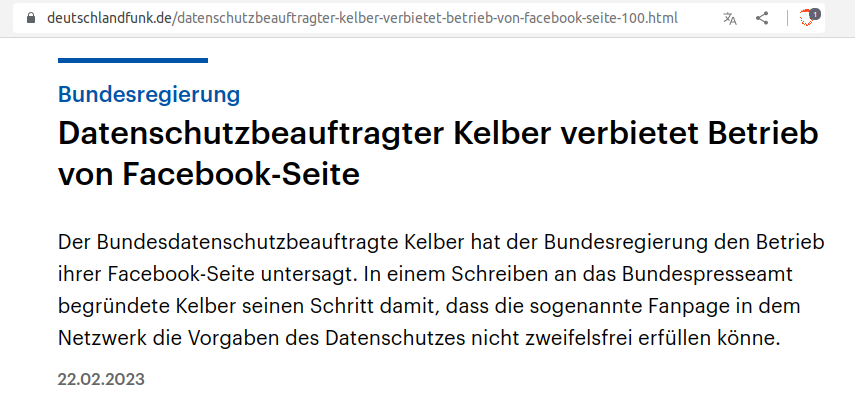 deutschlandfunk.de/datenschutzbeauftragter-kelber-verbietet-betrieb-von-facebook-seite-100.html
1
Bundesregierung
Datenschutzbeauftragter Kelber verbietet Betrieb
von Facebook-Seite
Der Bundesdatenschutzbeauftragte Kelber hat der Bundesregierung den Betrieb
ihrer Facebook-Seite untersagt. In einem Schreiben an das Bundespresseamt
begründete Kelber seinen Schritt damit, dass die sogenannte Fanpage in dem
Netzwerk die Vorgaben des Datenschutzes nicht zweifelsfrei erfüllen könne.
22.02.2023